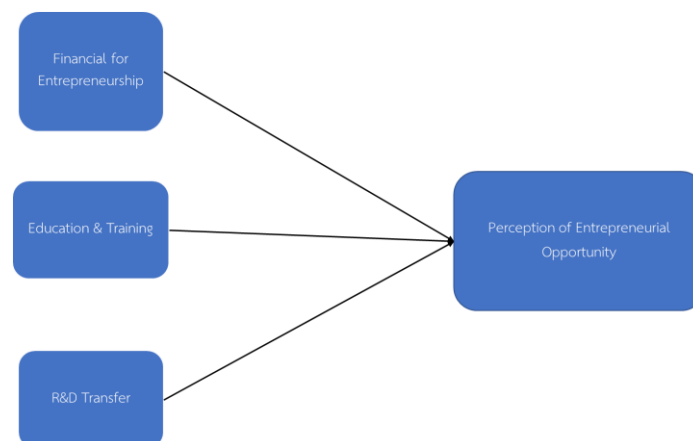 Financial for
Entrepreneurship
Education & Training
Perception of Entrepreneurial
Opportunity
R&D Transfer